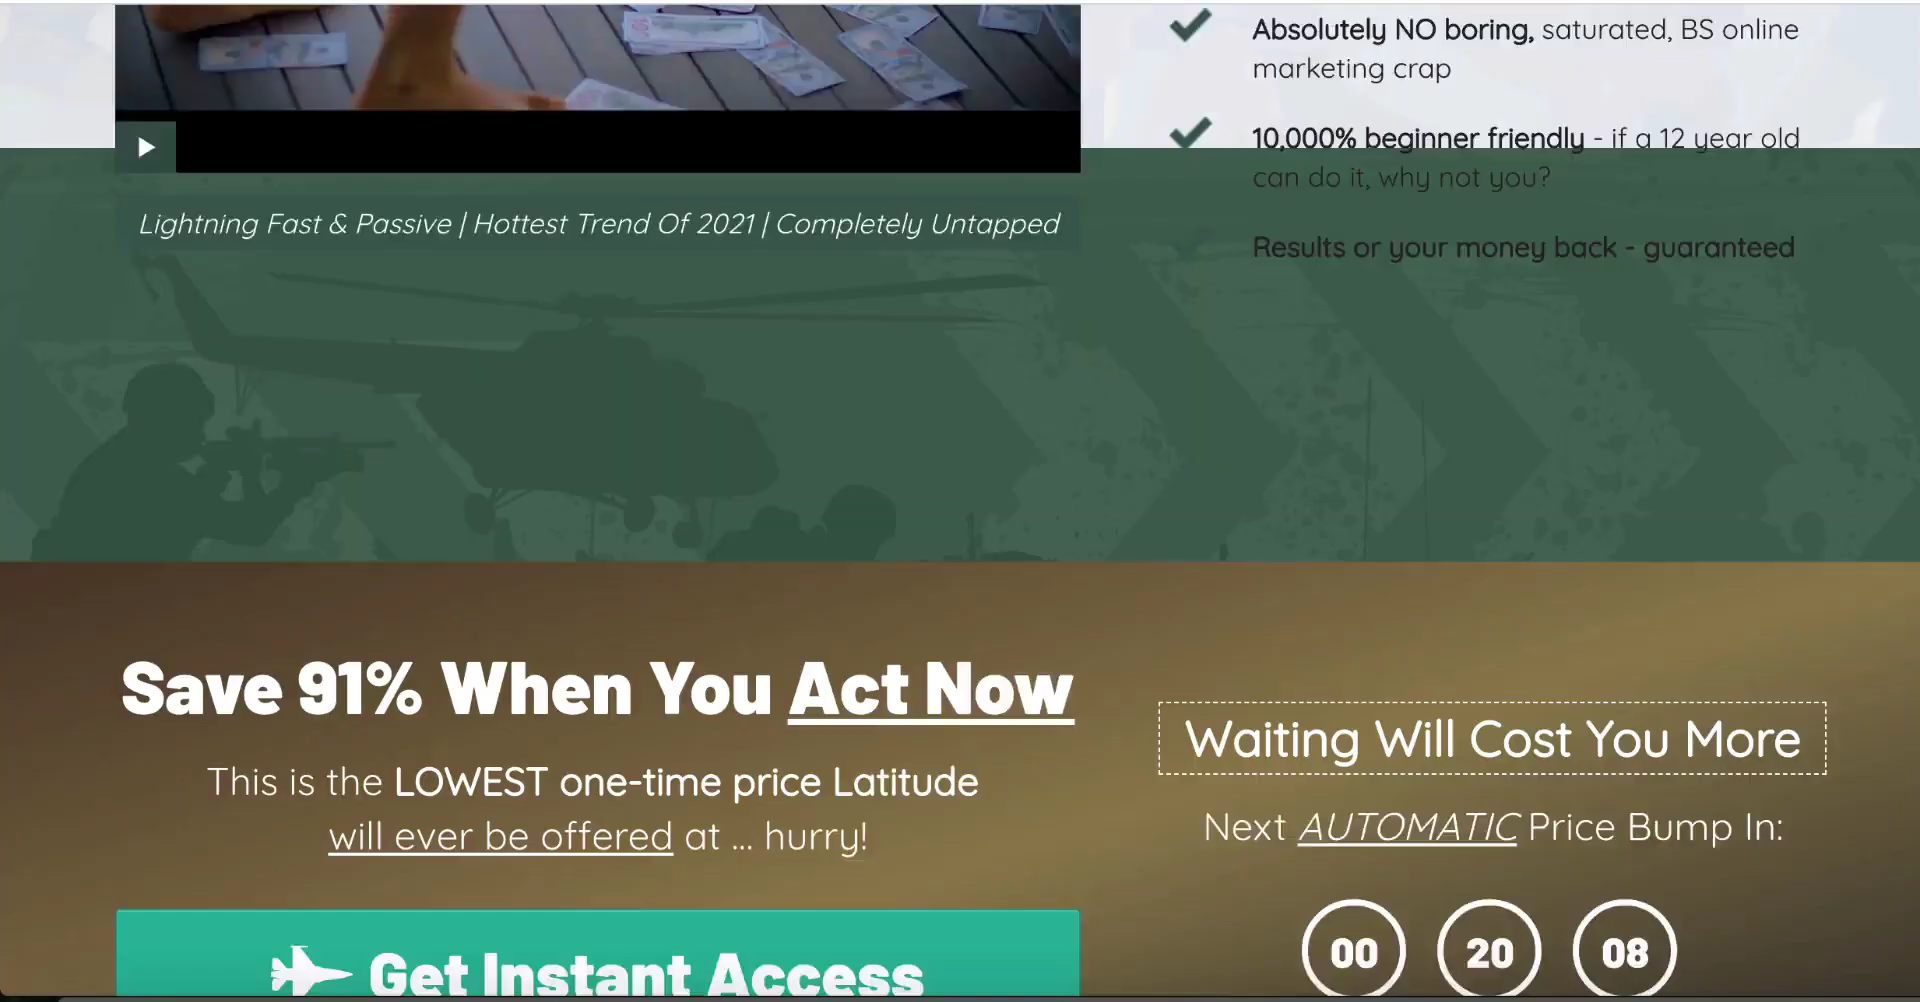 Absolutely NO boring, saturated, BS online
marketing crap
10,000% beginner friendly - if a 12 year old
can do it, why not you?
Results or your money back - guaranteed
Lightning Fast & Passive | Hottest Trend Of 2021 | Completely Untapped
Save 91% When You Act Now
This is the LOWEST one-time price Latitude
will ever be offered at ... hurry!
Get Instant Access
Waiting Will Cost You More
Next AUTOMATIC Price Bump In:
00 20 08